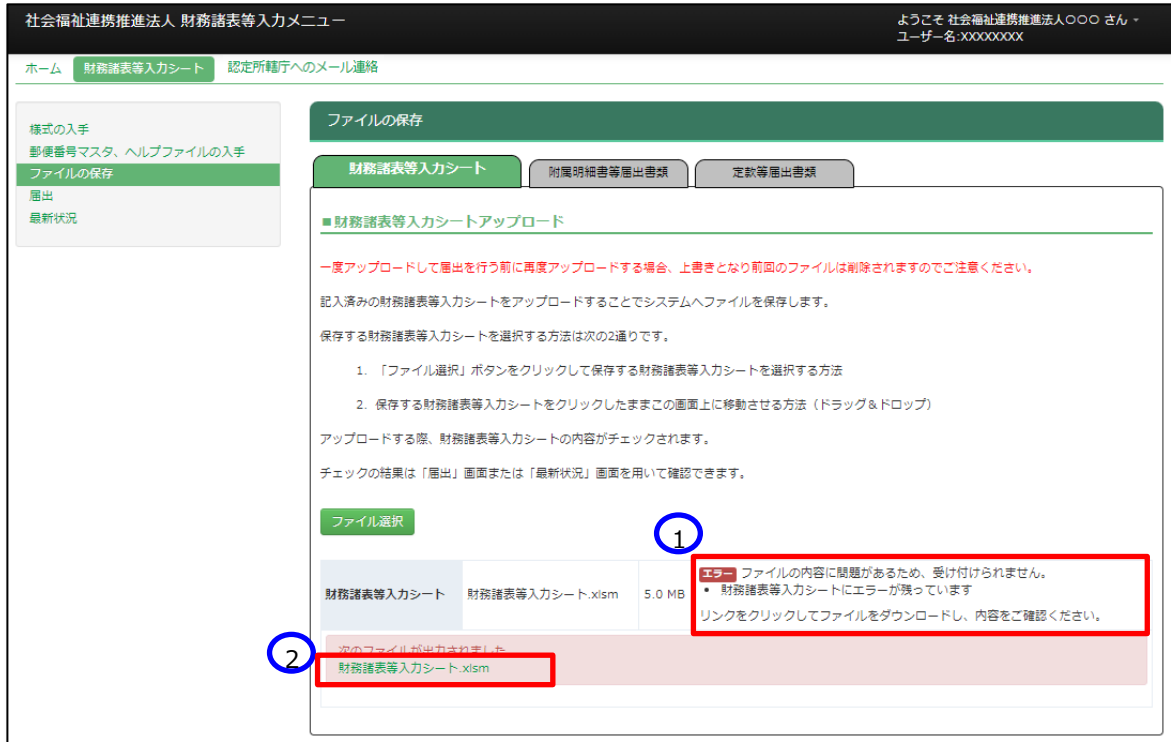 社会福祉連携推進法人 財務諸表等入力メニュー
ようこそ 社会福祉連携推進法人○○○ さん
ユーザー名:XXXXXXXX
ホーム
財務諸表等入力シート
認定所轄庁へのメール連絡
様式の入手
郵便番号マスタ、ヘルプファイルの入手
ファイルの保存
届出
最新状況
ファイルの保存
財務諸表等入力シート
附属明細書等届出書類
定款等届出書類
■財務諸表等入力シートアップロード
一度アップロードして届出を行う前に再度アップロードする場合、上書きとなり前回のファイルは削除されますのでご注意ください。
記入済みの財務諸表等入力シートをアップロードすることでシステムへファイルを保存します。
保存する財務諸表等入力シートを選択する方法は次の2通りです。
1. 「ファイル選択」ボタンをクリックして保存する財務諸表等入力シートを選択する方法
2. 保存する財務諸表等入力シートをクリックしたままこの画面上に移動させる方法（ドラッグ＆ドロップ）
アップロードする際、財務諸表等入力シートの内容がチェックされます。
チェックの結果は「届出」画面または「最新状況」画面を用いて確認できます。
ファイル選択
1
財務諸表等入力シート
財務諸表等入力シート.xlsm
5.0 MB
エラー ファイルの内容に問題があるため、受け付けられません。
• 財務諸表等入力シートにエラーが残っています
リンクをクリックしてファイルをダウンロードし、内容をご確認ください。
2
次のファイルが出力されました
財務諸表等入力シート.xlsm